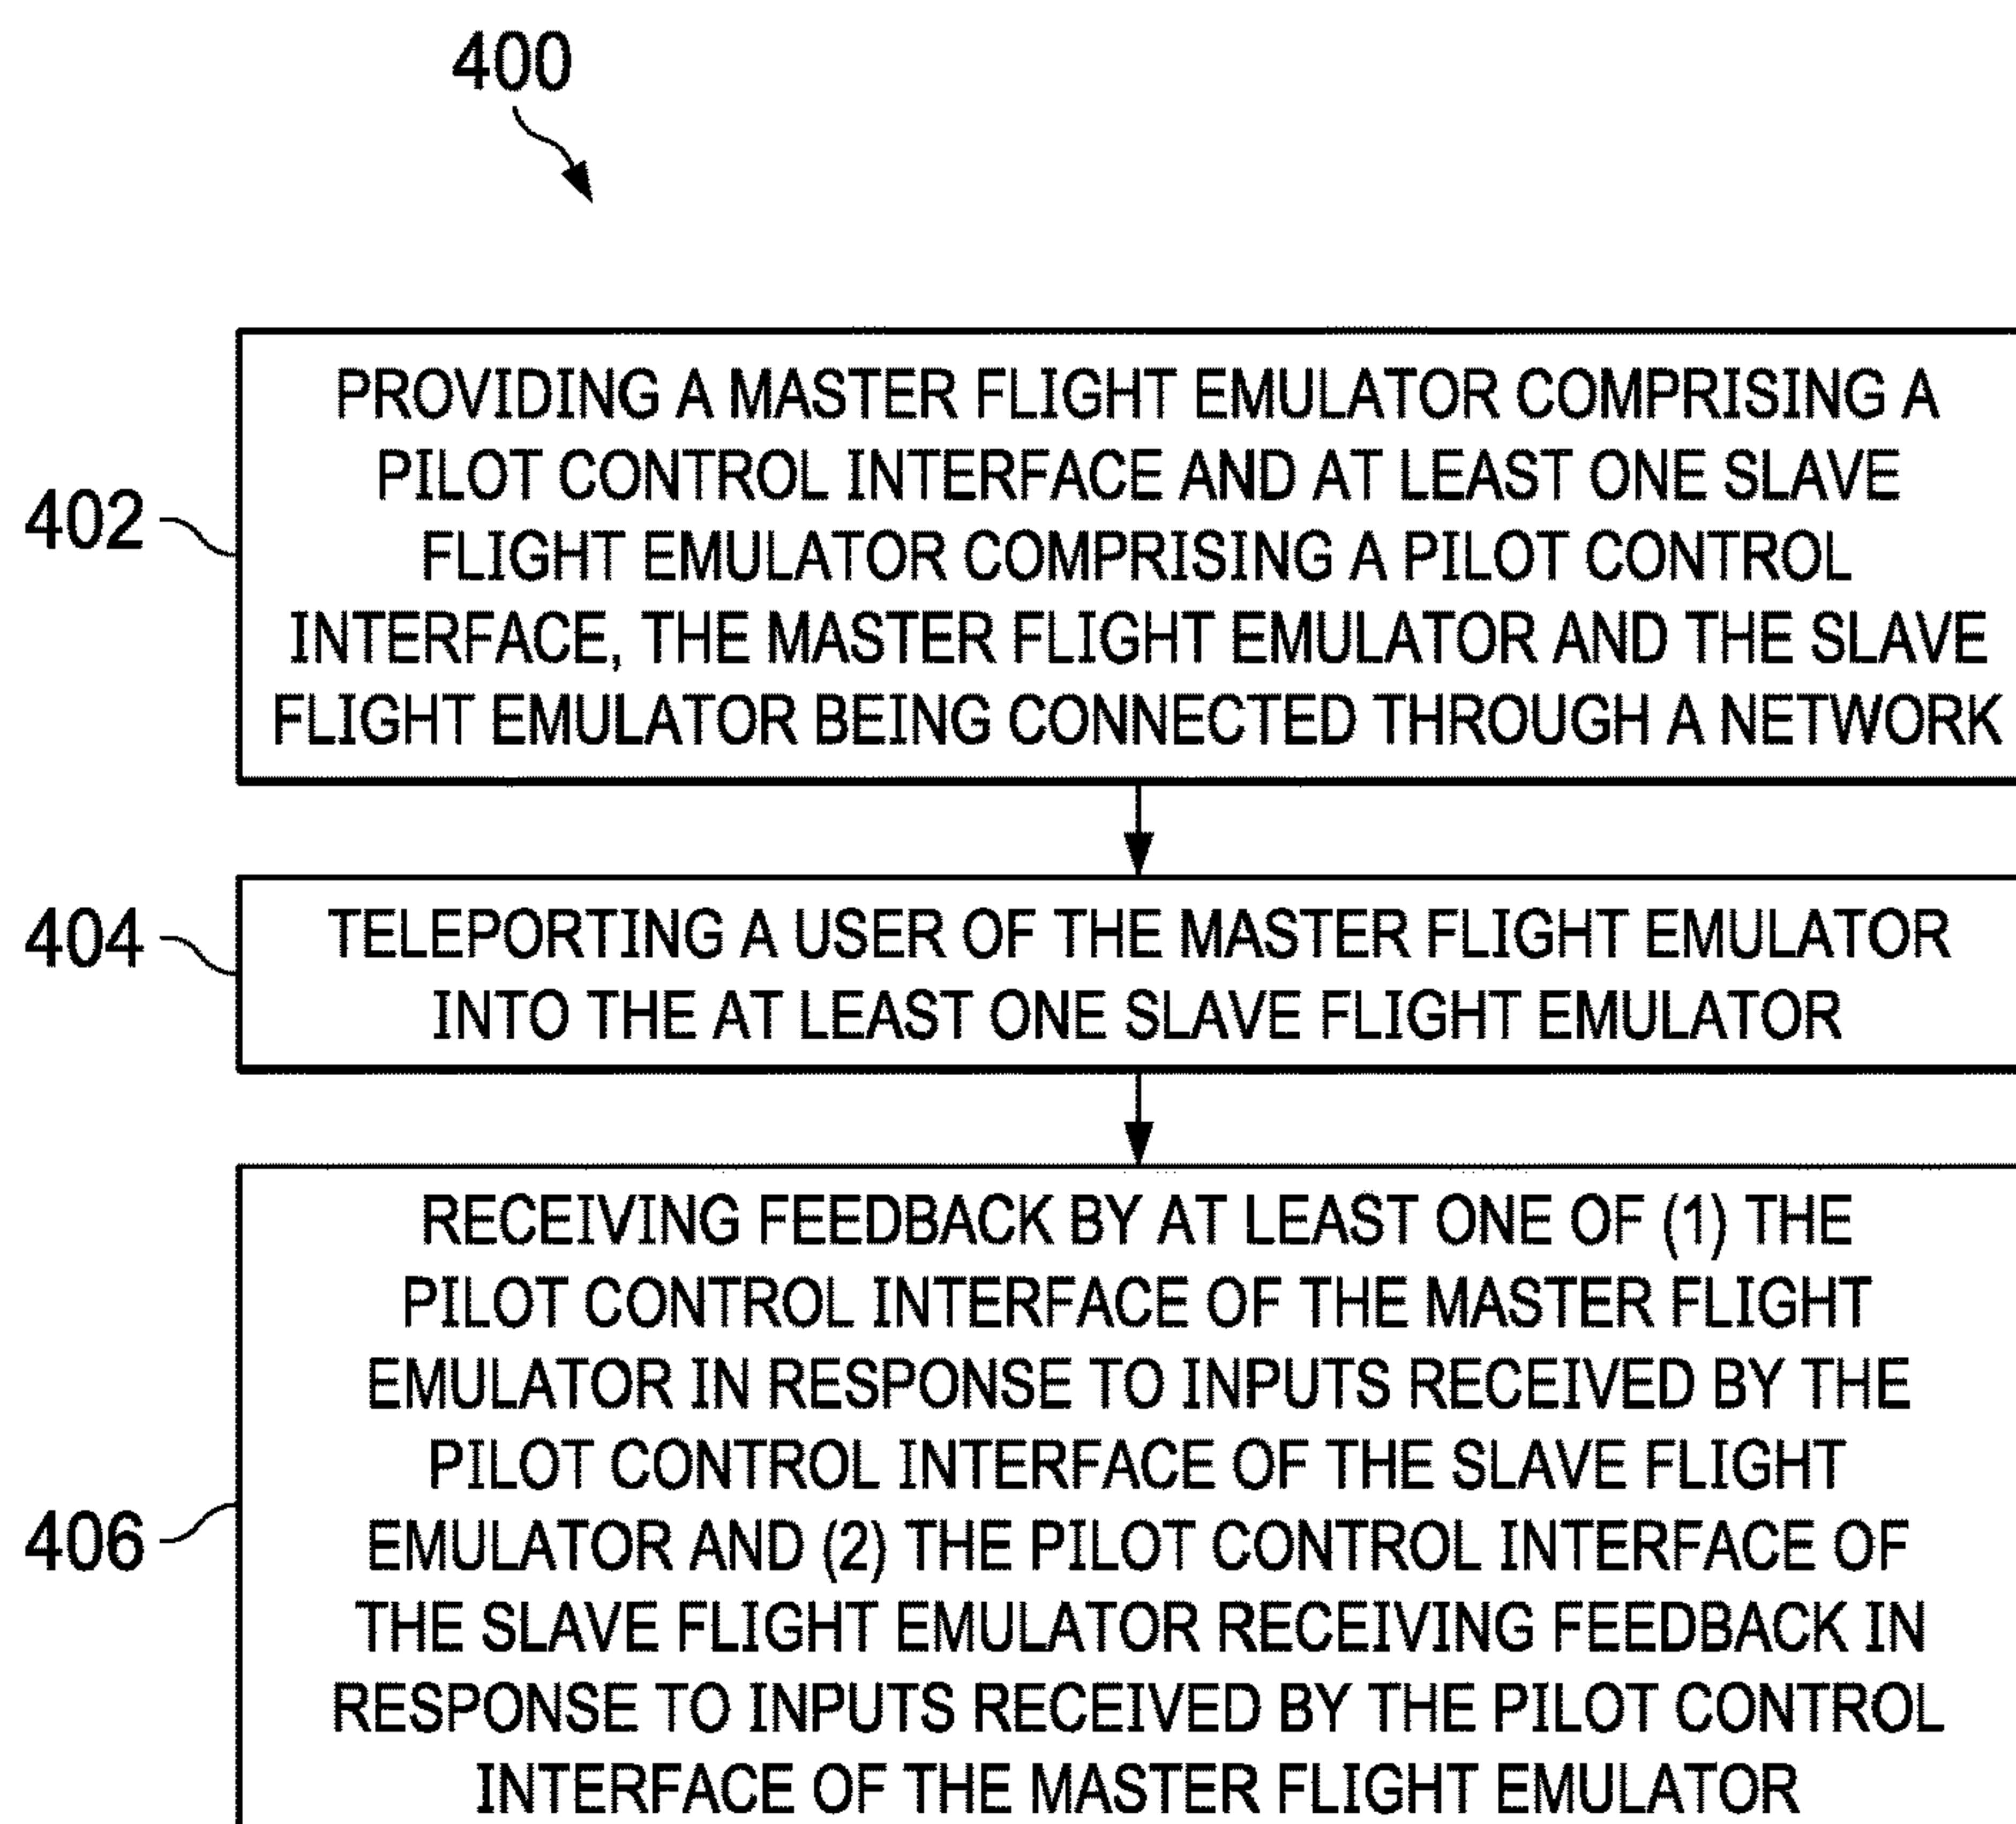 400
402
PROVIDING A MASTER FLIGHT EMULATOR COMPRISING A
PILOT CONTROL INTERFACE AND AT LEAST ONE SLAVE
FLIGHT EMULATOR COMPRISING A PILOT CONTROL
INTERFACE, THE MASTER FLIGHT EMULATOR AND THE SLAVE
FLIGHT EMULATOR BEING CONNECTED THROUGH A NETWORK
404
TELEPORTING A USER OF THE MASTER FLIGHT EMULATOR
INTO THE AT LEAST ONE SLAVE FLIGHT EMULATOR
406
RECEIVING FEEDBACK BY AT LEAST ONE OF (1) THE
PILOT CONTROL INTERFACE OF THE MASTER FLIGHT
EMULATOR IN RESPONSE TO INPUTS RECEIVED BY THE
PILOT CONTROL INTERFACE OF THE SLAVE FLIGHT
EMULATOR AND (2) THE PILOT CONTROL INTERFACE OF
THE SLAVE FLIGHT EMULATOR RECEIVING FEEDBACK IN
RESPONSE TO INPUTS RECEIVED BY THE PILOT CONTROL
INTERFACE OF THE MASTER FLIGHT EMULATOR